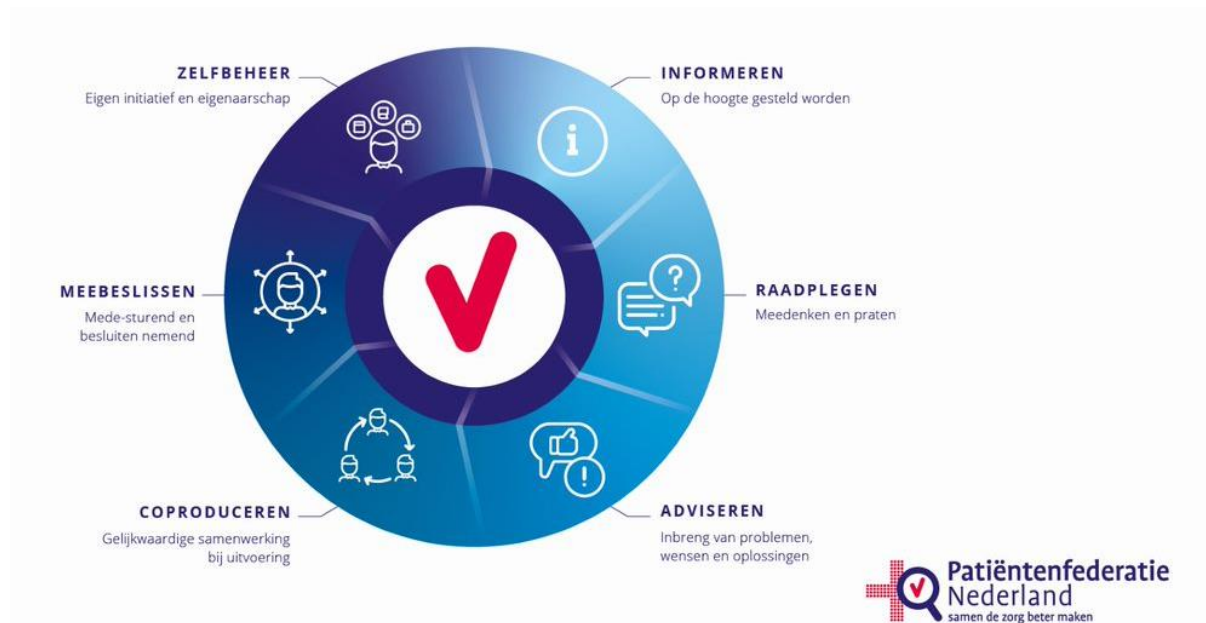 ZELFBEHEER
Eigen initiatief en eigenaarschap
INFORMEREN
Op de hoogte gesteld worden
i
MEEBESLISSEN
Mede-sturend en
besluiten nemend
?
RAADPLEGEN
Meedenken en praten
COPRODUCEREN
Gelijkwaardige samenwerking
bij uitvoering
!
ADVISEREN
Inbreng van problemen,
wensen en oplossingen
Patiëntenfederatie
Nederland
samen de zorg beter maken